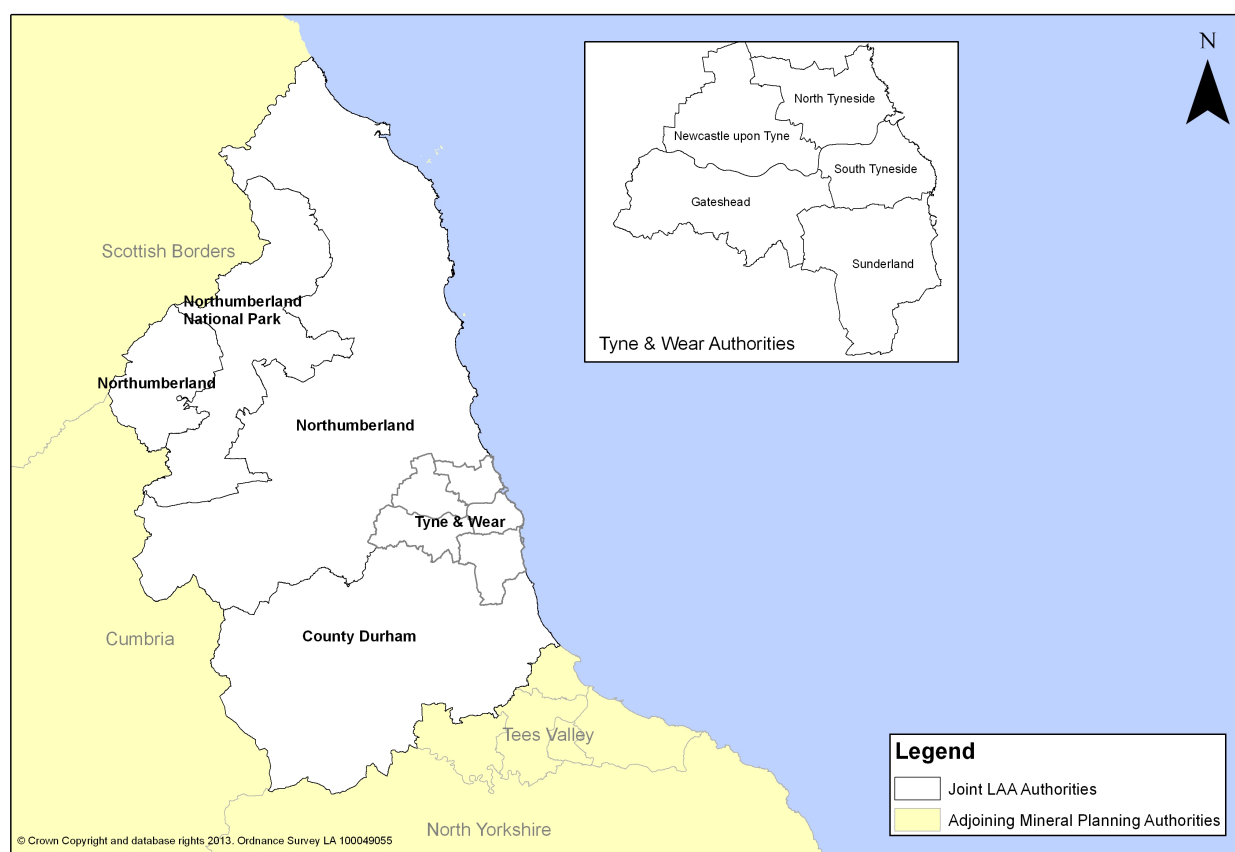 N
North Tyneside
Newcastle upon Tyne
South Tyneside
Gateshead
Sunderland
Tyne & Wear Authorities
Scottish Borders
Northumberland
National Park
Northumberland
Northumberland
Tyne & Wear
Cumbria
County Durham
Tees Valley
North Yorkshire
Legend
Joint LAA Authorities
Adjoining Mineral Planning Authorities
© Crown Copyright and database rights 2013. Ordnance Survey LA 100049055